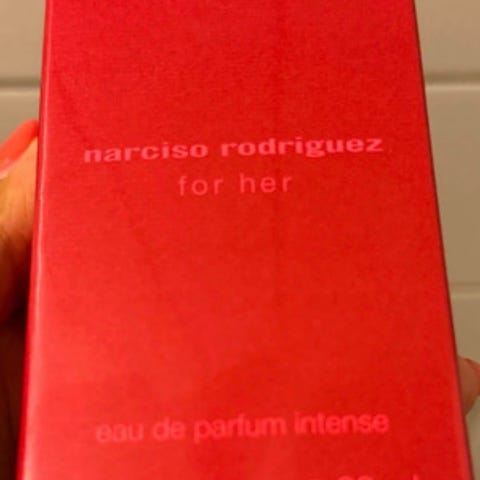 narciso rodriguez
for her
eau de parfum intense